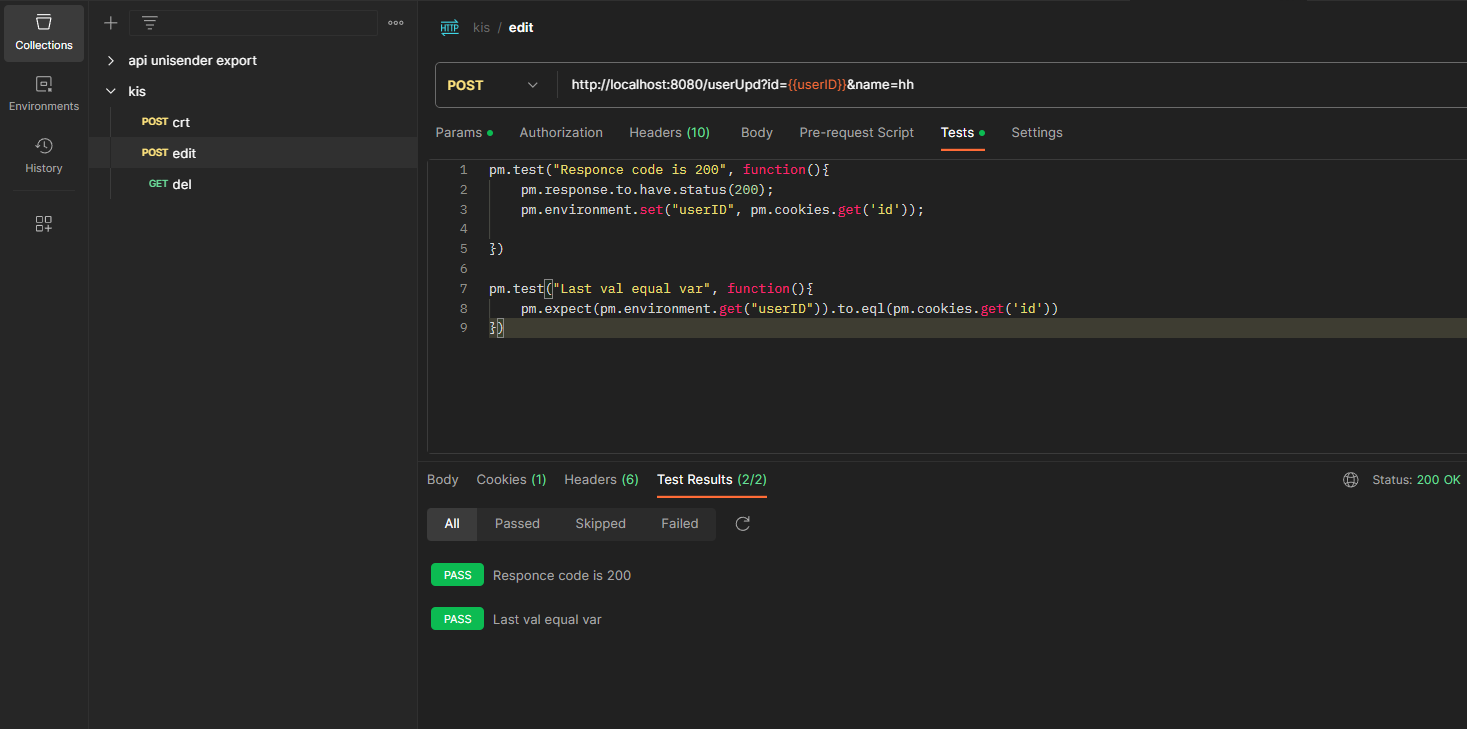 Collections
Environments
History
api unisender export
kis
POST crt
POST edit
GET del
HTTP kis / edit
POST http://localhost:8080/userUpd?id={{userID}}&name=hh
Params Authorization Headers (10) Body Pre-request Script Tests Settings
1 pm.test("Responce code is 200", function(){
2 pm.response.to.have.status(200);
3 pm.environment.set("userID", pm.cookies.get('id'));
4
5 })
6
7 pm.test("Last val equal var", function(){
8 pm.expect(pm.environment.get("userID")).to.eql(pm.cookies.get('id'))
9 })
Body Cookies (1) Headers (6) Test Results (2/2) Status: 200 OK
All Passed Skipped Failed
PASS Responce code is 200
PASS Last val equal var